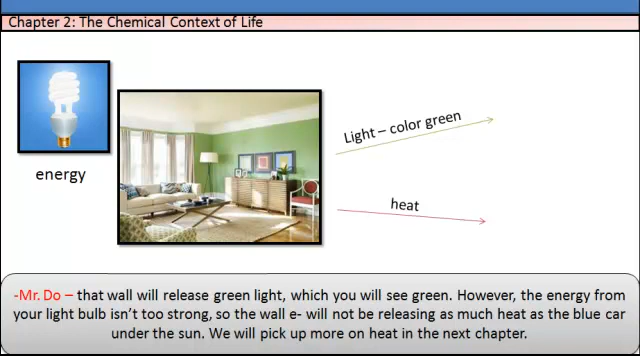 Chapter 2: The Chemical Context of Life
energy
Light – color green
heat
-Mr. Do – that wall will release green light, which you will see green. However, the energy from
your light bulb isn't too strong, so the wall e- will not be releasing as much heat as the blue car
under the sun. We will pick up more on heat in the next chapter.